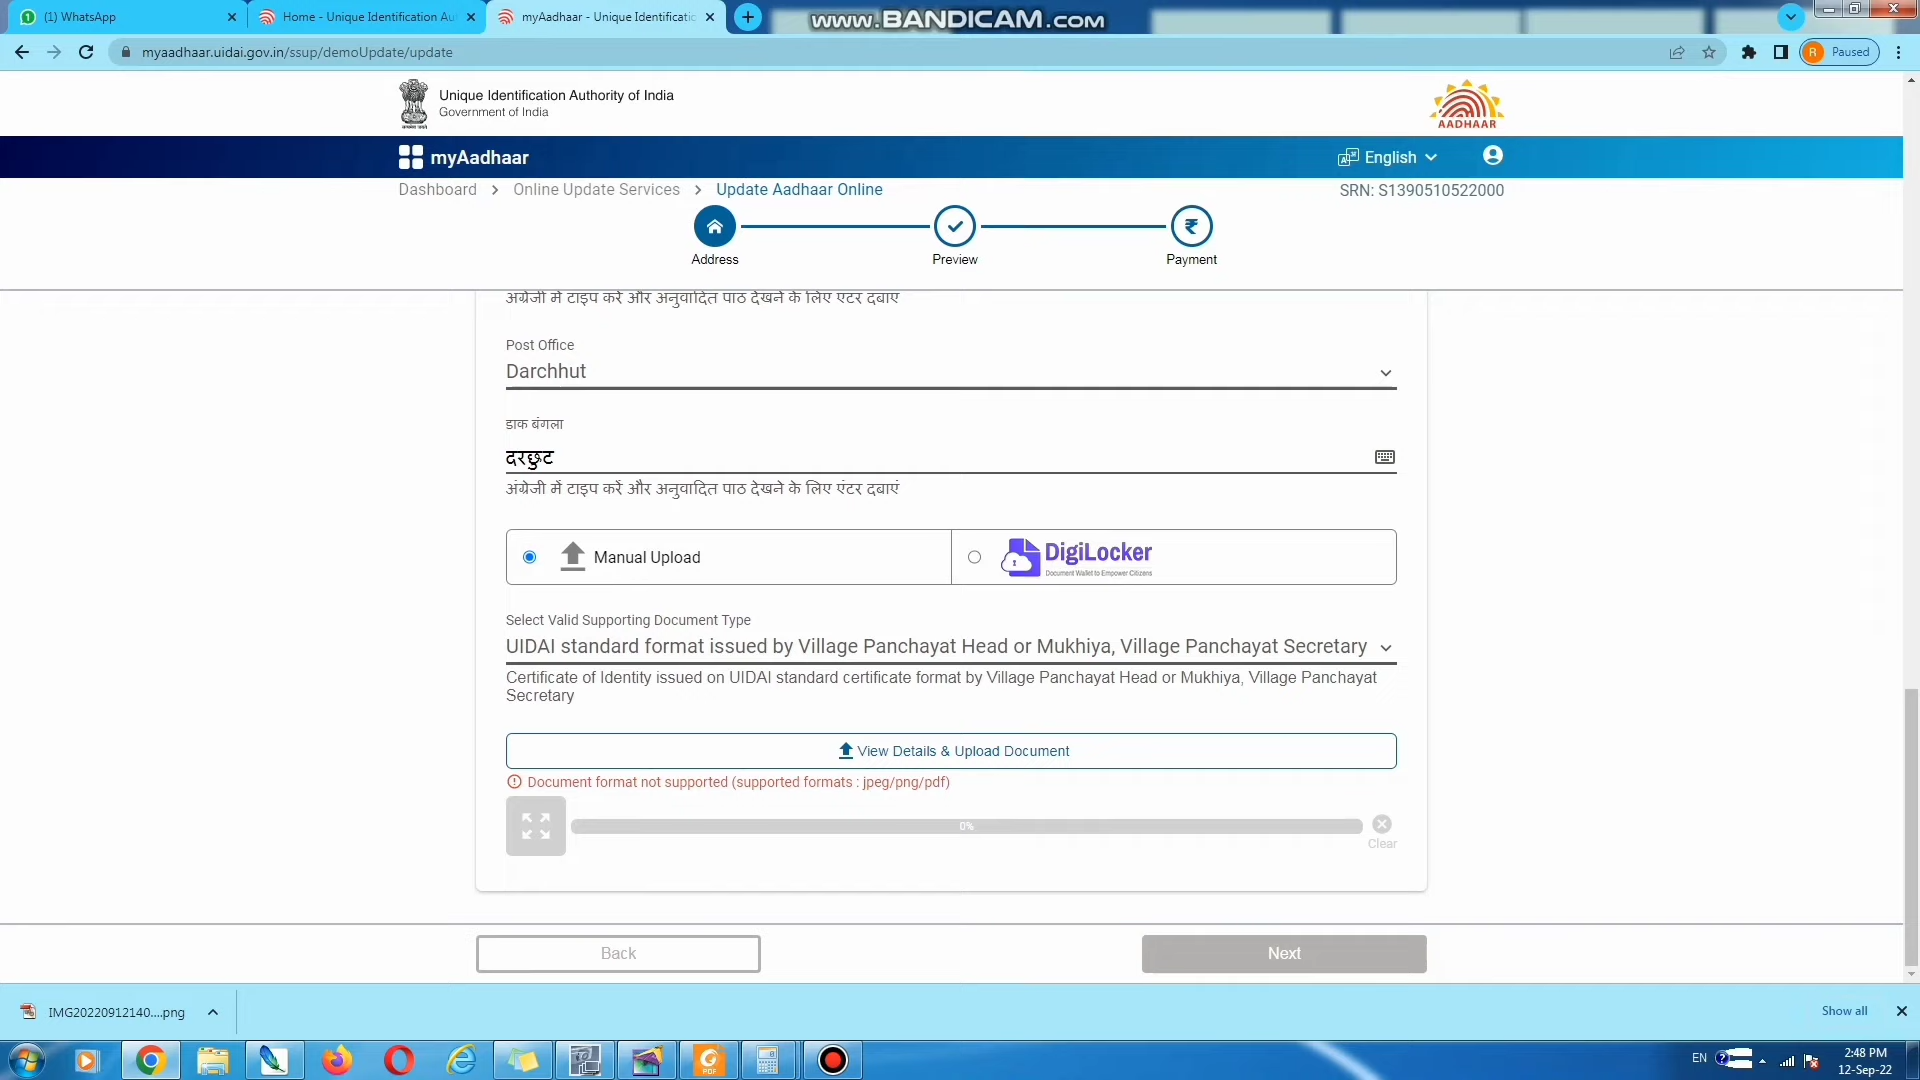 (1) WhatsApp
Home - Unique Identification Au
myAadhaar - Unique Identificatio
www.BANDICAM.com
myaadhaar.uidai.gov.in/ssup/demoUpdate/update
R Paused
Unique Identification Authority of India
Government of India
AADHAAR
myAadhaar
English
Dashboard > Online Update Services > Update Aadhaar Online
SRN: S1390510522000
Address
Preview
₹
Payment
अंग्रेजी में टाइप करें और अनुवादित पाठ देखने के लिए एंटर दबाएं
Post Office
Darchhut
डाक बंगला
दरछुट
अंग्रेजी में टाइप करें और अनुवादित पाठ देखने के लिए एंटर दबाएं
Manual Upload
DigiLocker
Document Wallet to Empower Citizens
Select Valid Supporting Document Type
UIDAI standard format issued by Village Panchayat Head or Mukhiya, Village Panchayat Secretary
Certificate of Identity issued on UIDAI standard certificate format by Village Panchayat Head or Mukhiya, Village Panchayat
Secretary
View Details & Upload Document
Document format not supported (supported formats : jpeg/png/pdf)
0%
Clear
Back
Next
IMG20220912140....png
Show all
PDF
EN
2:48 PM
12-Sep-22